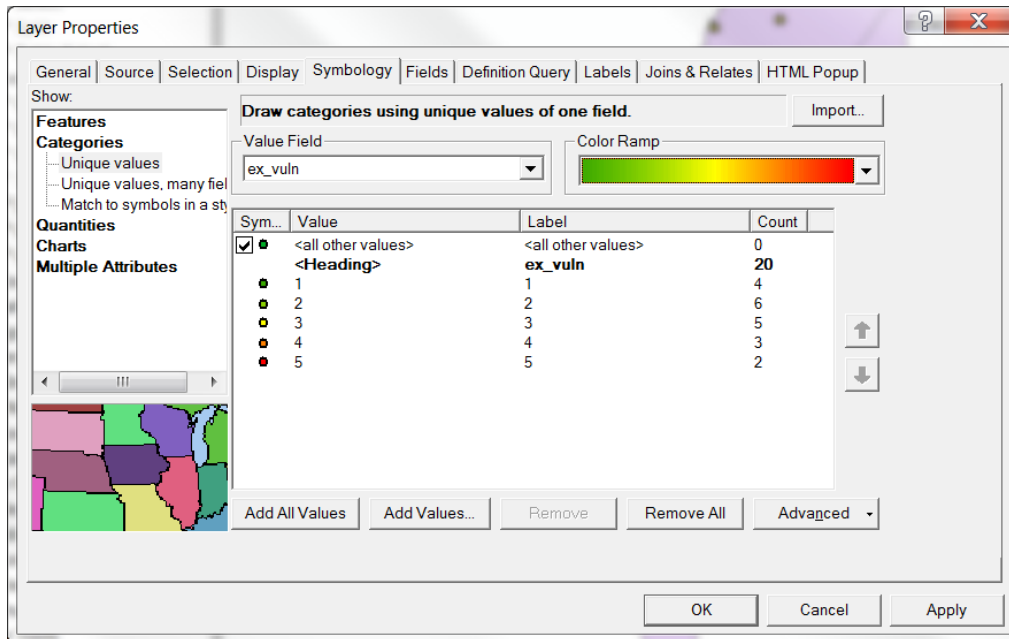 Layer Properties
General Source Selection Display Symbology Fields Definition Query Labels Joins & Relates HTML Popup
Show:
Features
Categories
Unique values
Unique values, many fiel
Match to symbols in a sty
Quantities
Charts
Multiple Attributes
Draw categories using unique values of one field.
Import...
Value Field
ex_vuln
Color Ramp
Sym... Value Label Count
<all other values> <all other values> 0
<Heading> ex_vuln 20
1 1 4
2 2 6
3 3 5
4 4 3
5 5 2
Add All Values Add Values... Remove Remove All Advanced
OK Cancel Apply